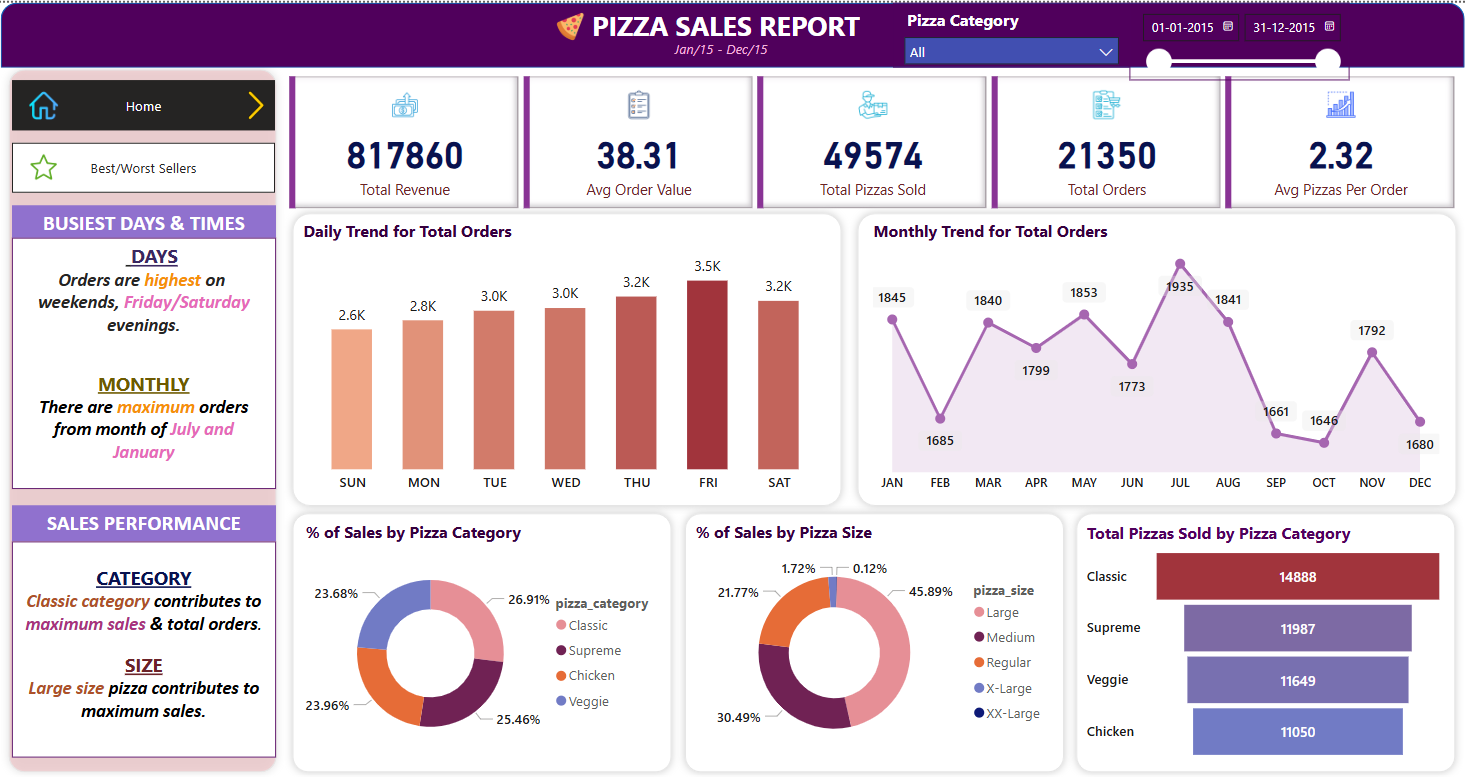 PIZZA SALES REPORT
Jan/15 - Dec/15
Pizza Category
All
01-01-2015
31-12-2015
Home
Best/Worst Sellers
BUSIEST DAYS & TIMES
DAYS
Orders are highest on
weekends, Friday/Saturday
evenings.
MONTHLY
There are maximum orders
from month of July and
January
SALES PERFORMANCE
CATEGORY
Classic category contributes to
maximum sales & total orders.
SIZE
Large size pizza contributes to
maximum sales.
817860
Total Revenue
38.31
Avg Order Value
49574
Total Pizzas Sold
21350
Total Orders
2.32
Avg Pizzas Per Order
Daily Trend for Total Orders
2.6K
2.8K
3.0K
3.0K
3.2K
3.5K
3.2K
SUN
MON
TUE
WED
THU
FRI
SAT
Monthly Trend for Total Orders
1845
1685
1840
1799
1853
1773
1935
1841
1661
1646
1792
1680
JAN
FEB
MAR
APR
MAY
JUN
JUL
AUG
SEP
OCT
NOV
DEC
% of Sales by Pizza Category
23.68%
26.91%
23.96%
25.46%
pizza_category
Classic
Supreme
Chicken
Veggie
% of Sales by Pizza Size
1.72%
0.12%
21.77%
45.89%
30.49%
pizza_size
Large
Medium
Regular
X-Large
XX-Large
Total Pizzas Sold by Pizza Category
Classic
14888
Supreme
11987
Veggie
11649
Chicken
11050